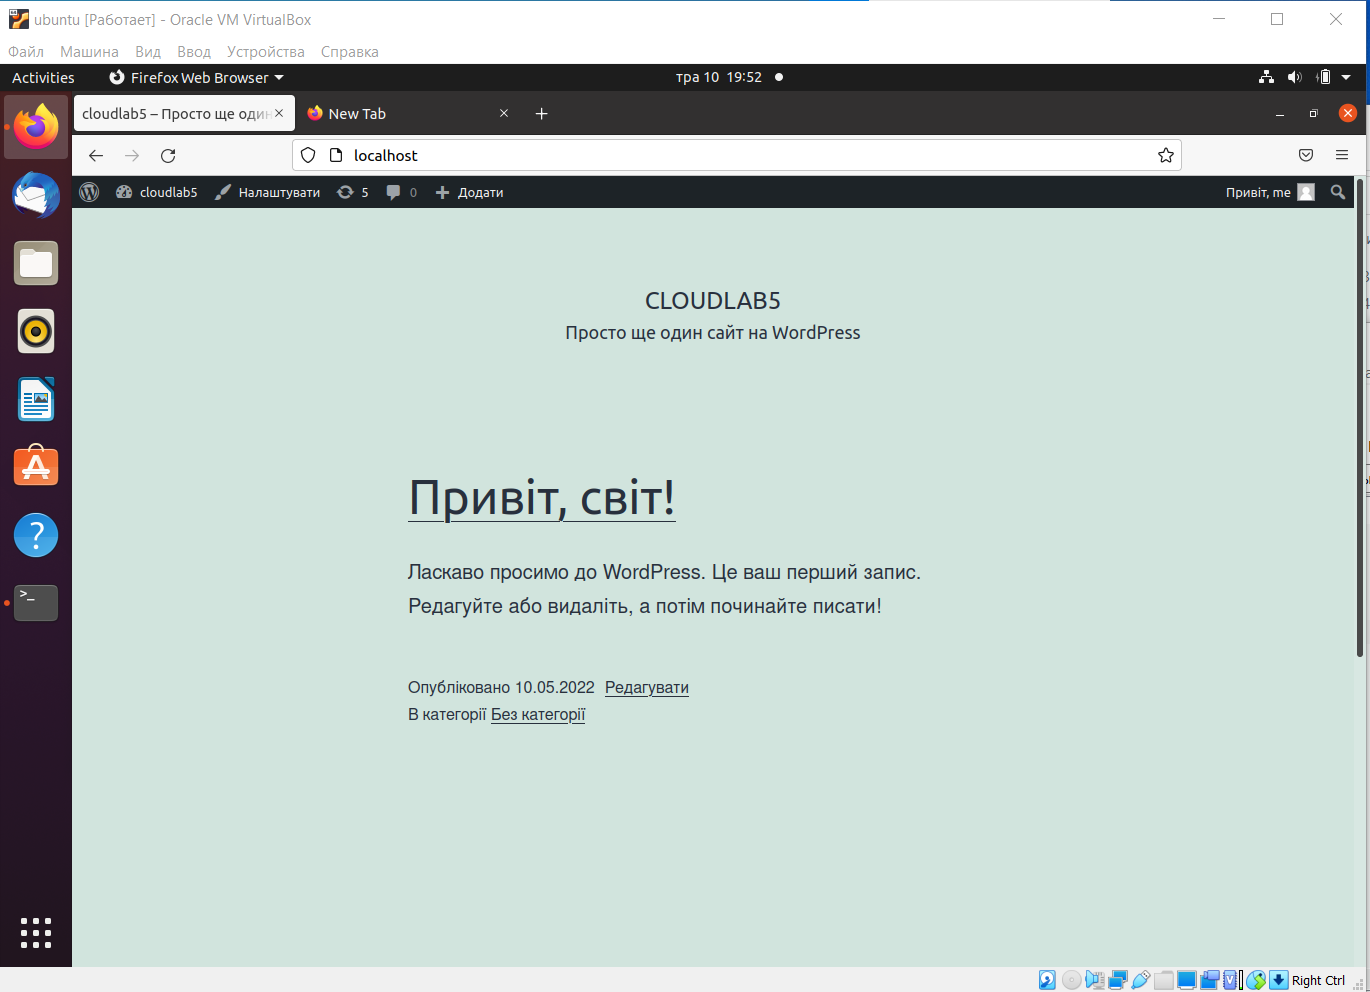 ubuntu [Работает] - Oracle VM VirtualBox
Файл Машина Вид Ввод Устройства Справка
Activities Firefox Web Browser тра 10 19:52
cloudlab5 – Просто ще один
New Tab
localhost
cloudlab5 Налаштувати 5 0 Додати Привіт, me
CLOUDLAB5
Просто ще один сайт на WordPress
Привіт, світ!
Ласкаво просимо до WordPress. Це ваш перший запис.
Редагуйте або видаліть, а потім починайте писати!
Опубліковано 10.05.2022 Редагувати
В категорії Без категорії
Right Ctrl